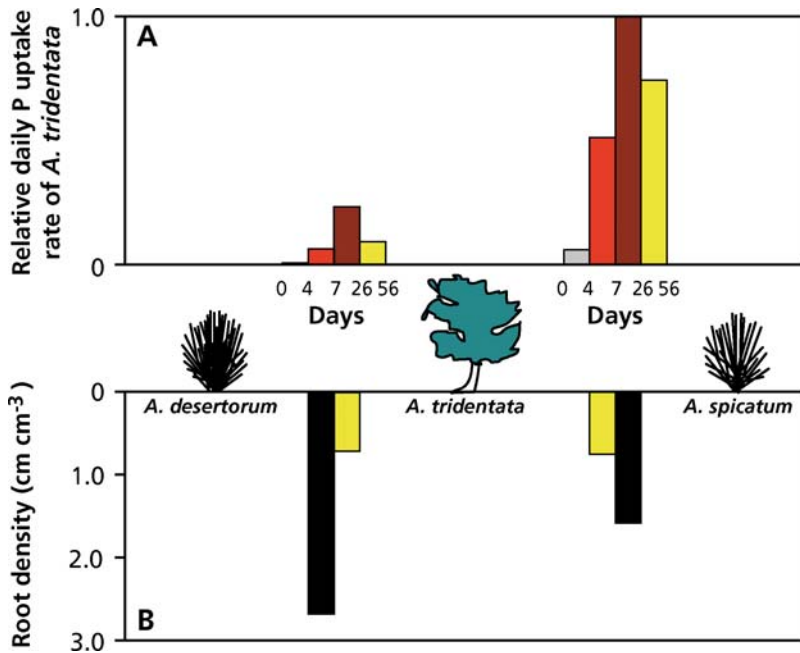 Relative daily P uptake
rate of A. tridentata
1.0
0
A
0 4 7 26 56
Days
0 4 7 26 56
Days
A. desertorum
A. tridentata
A. spicatum
Root density (cm cm⁻³)
0
1.0
2.0
3.0
B